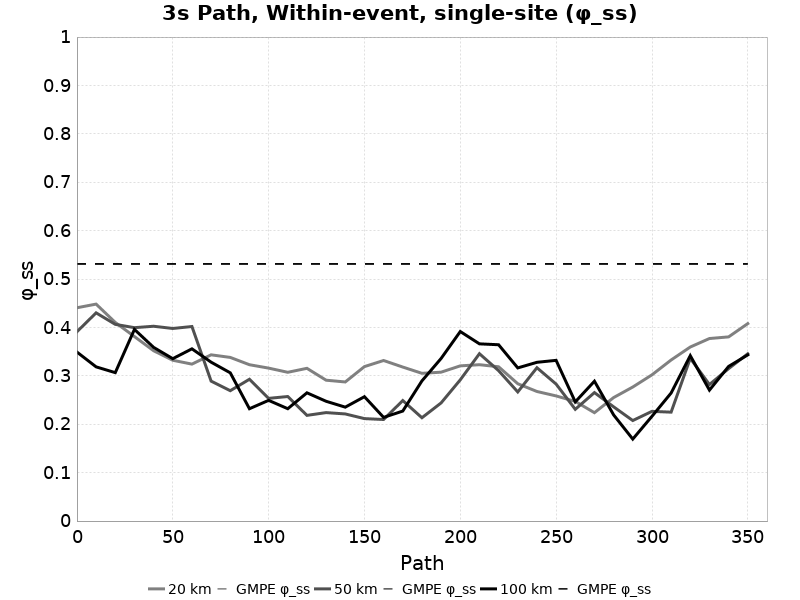 3s Path, Within-event, single-site (φ_ss)
1
0.9
0.8
0.7
0.6
0.5
0.4
0.3
0.2
0.1
0
φ_ss
0 50 100 150 200 250 300 350
Path
20 km GMPE φ_ss 50 km GMPE φ_ss 100 km GMPE φ_ss